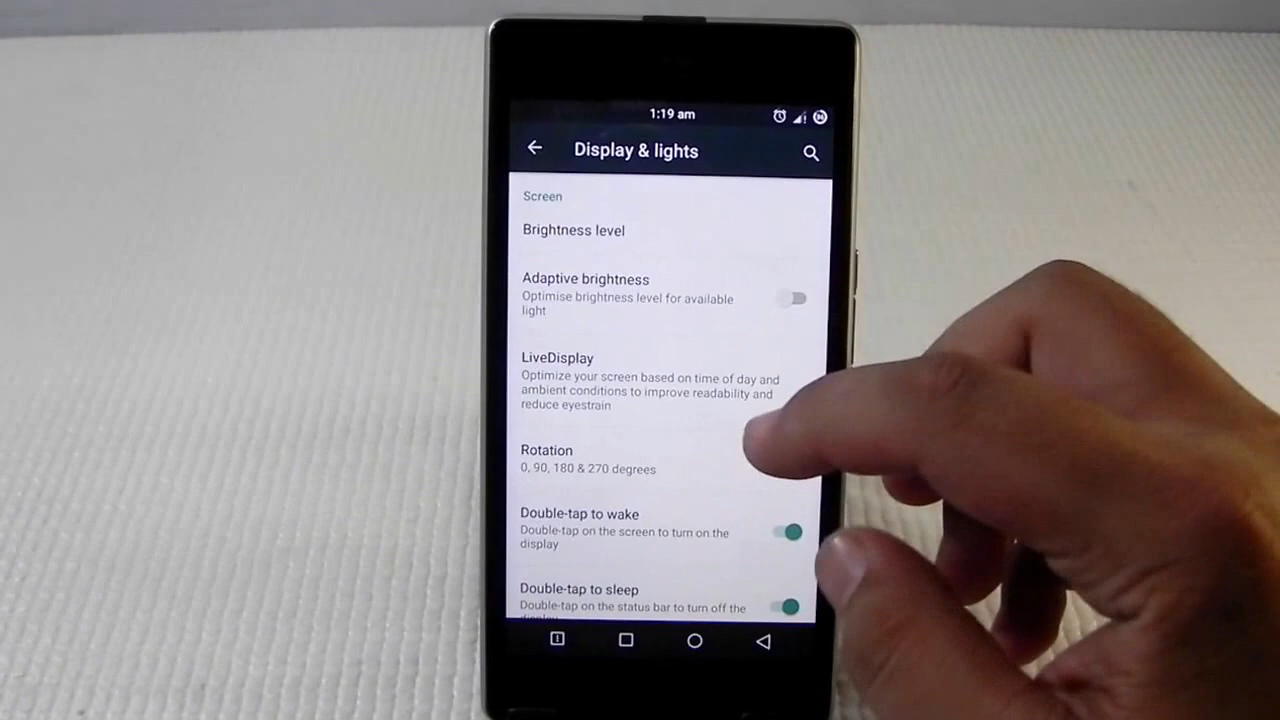 1:19 am
Display & lights
Screen
Brightness level
Adaptive brightness
Optimise brightness level for available
light
LiveDisplay
Optimize your screen based on time of day and
ambient conditions to improve readability and
reduce eyestrain
Rotation
0, 90, 180 & 270 degrees
Double-tap to wake
Double-tap on the screen to turn on the
display
Double-tap to sleep
Double-tap on the status bar to turn off the
display